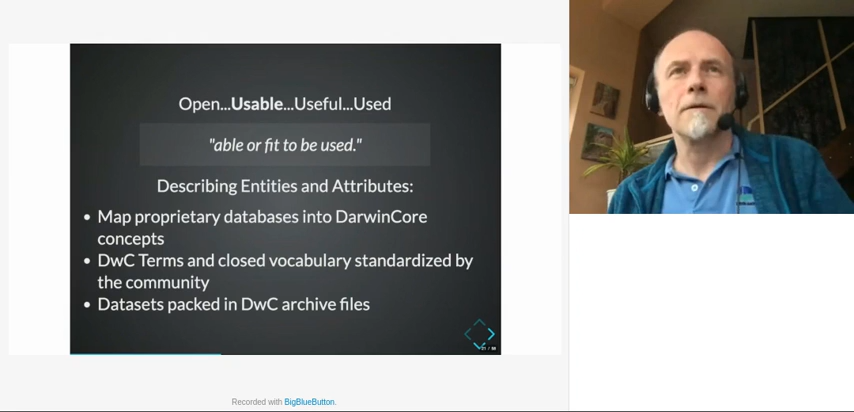 Open...Usable...Useful...Used
"able or fit to be used."
Describing Entities and Attributes:
• Map proprietary databases into DarwinCore
concepts
• DwC Terms and closed vocabulary standardized by
the community
• Datasets packed in DwC archive files
Recorded with BigBlueButton.